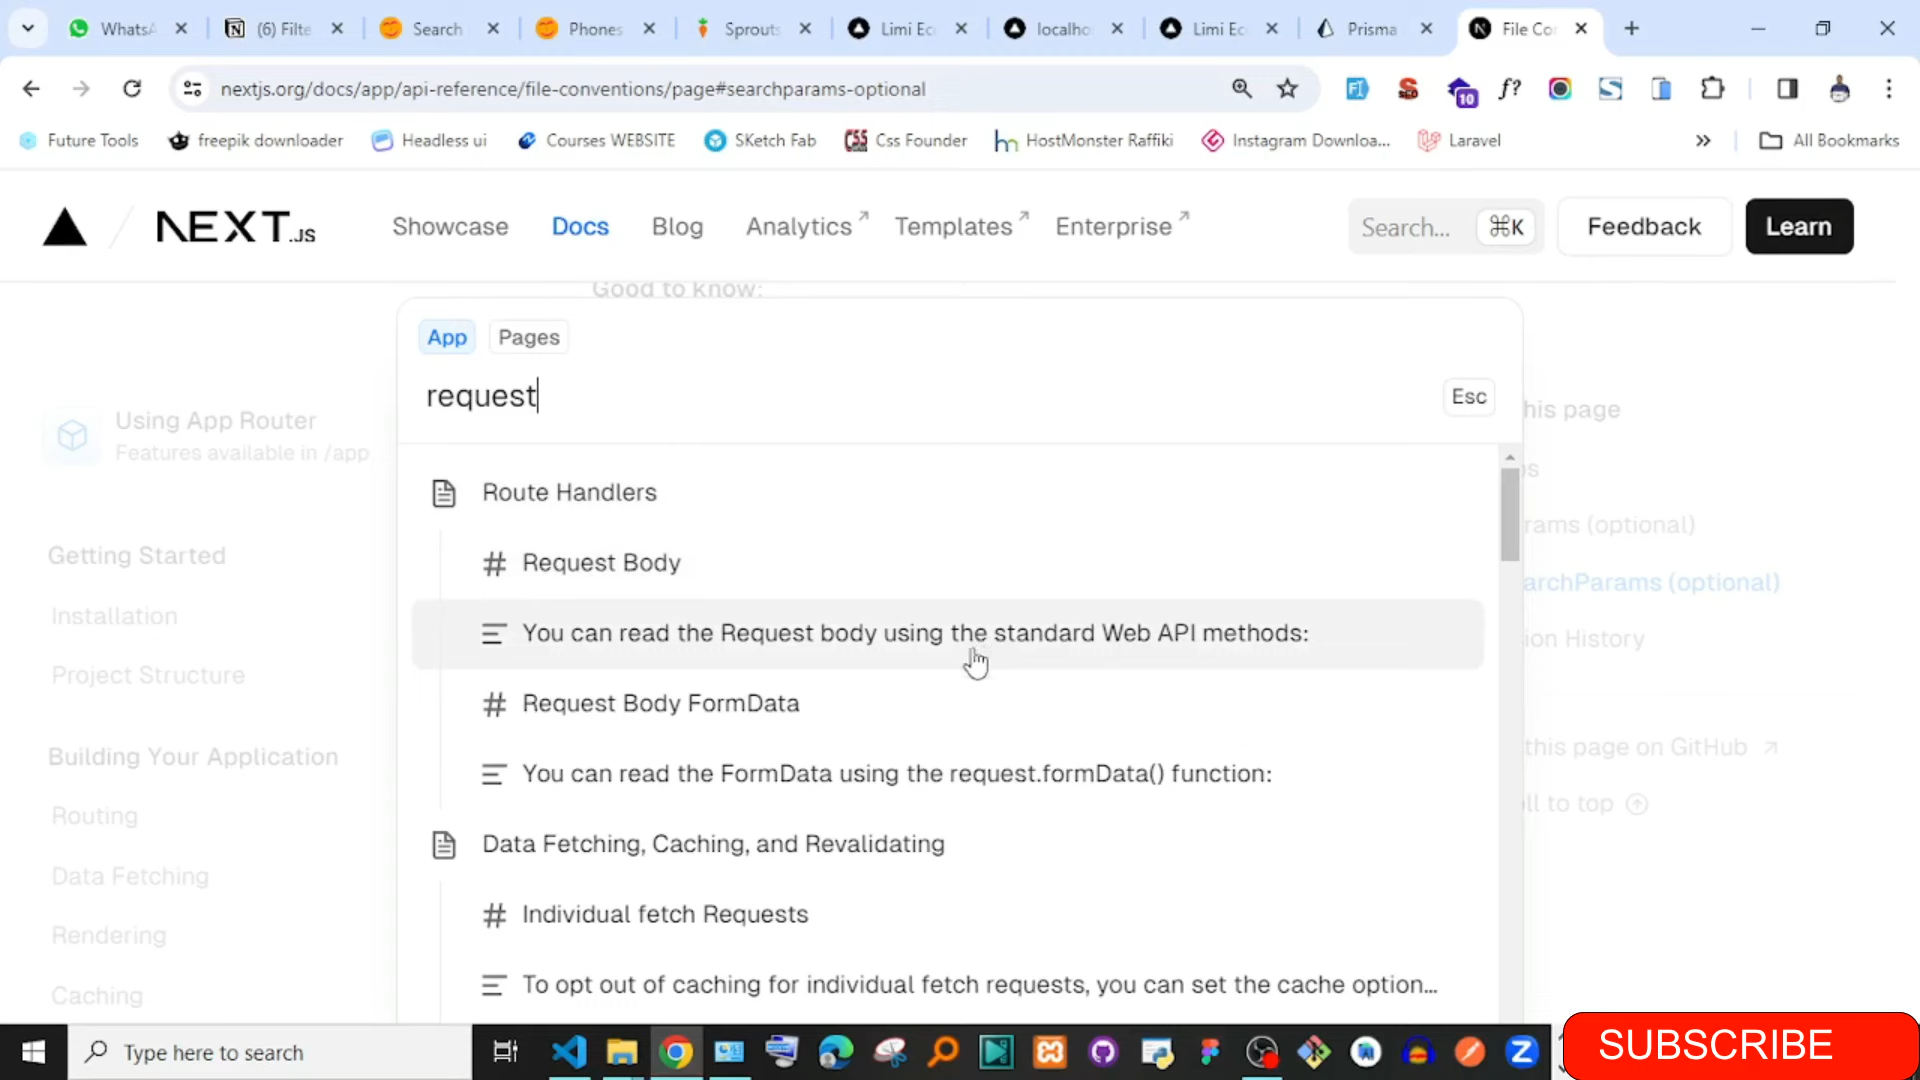 WhatsA
(6) Filte
Search
Phones
Sprouts
Limi Ec
localho
Limi Ec
Prisma
File Co
nextjs.org/docs/app/api-reference/file-conventions/page#searchparams-optional
10
f?
Future Tools
freepik downloader
Headless ui
Courses WEBSITE
SKetch Fab
CSS
Css Founder
HostMonster Raffiki
Instagram Downloa...
Laravel
All Bookmarks
NEXT.JS
Showcase
Docs
Blog
Analytics
Templates
Enterprise
Search...
⌘K
Feedback
Learn
Good to know:
App
Pages
request
Esc
Using App Router
Features available in /app
Getting Started
Installation
Project Structure
Building Your Application
Routing
Data Fetching
Rendering
Caching
Route Handlers
# Request Body
You can read the Request body using the standard Web API methods:
# Request Body FormData
You can read the FormData using the request.formData() function:
Data Fetching, Caching, and Revalidating
# Individual fetch Requests
To opt out of caching for individual fetch requests, you can set the cache option...
his page
ps
rams (optional)
archParams (optional)
ion History
this page on GitHub
ll to top
Type here to search
SUBSCRIBE